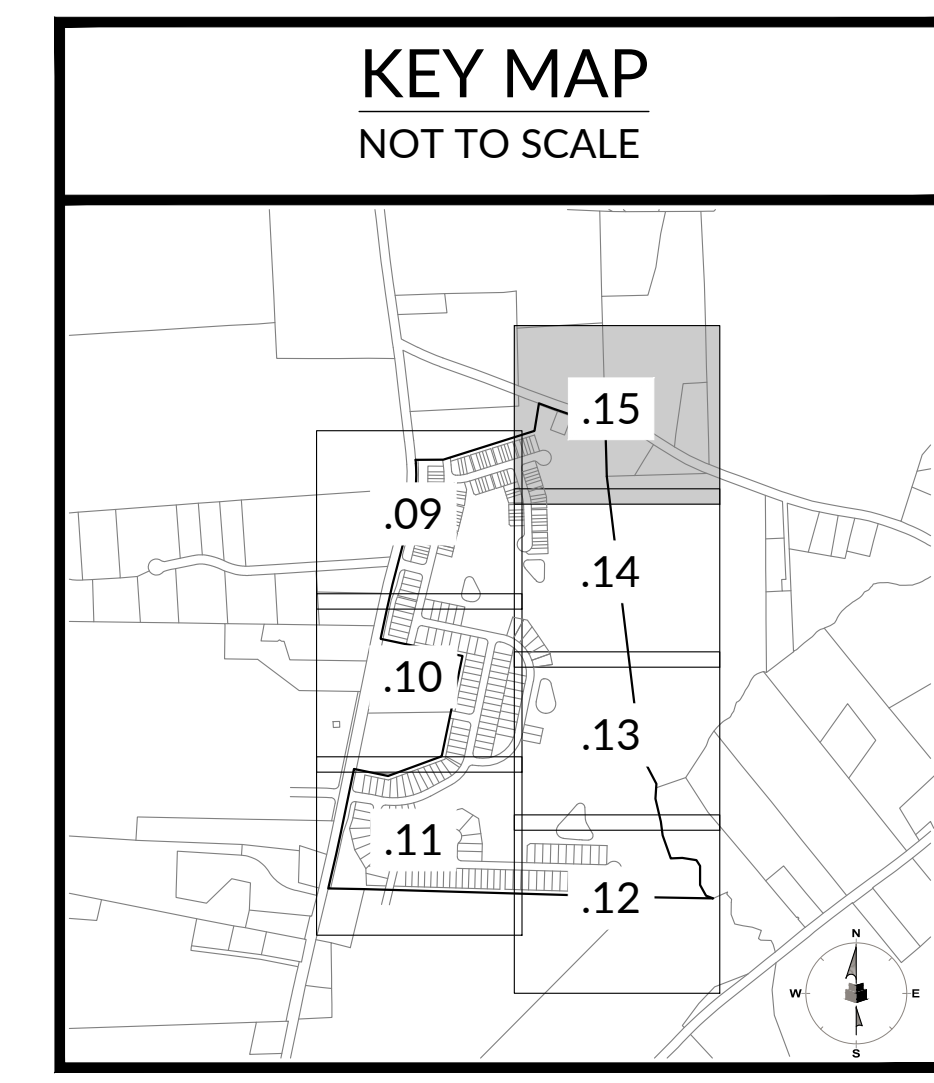 KEY MAP
NOT TO SCALE
.15
.09
.14
.10
.13
.11
.12
N
W E
S